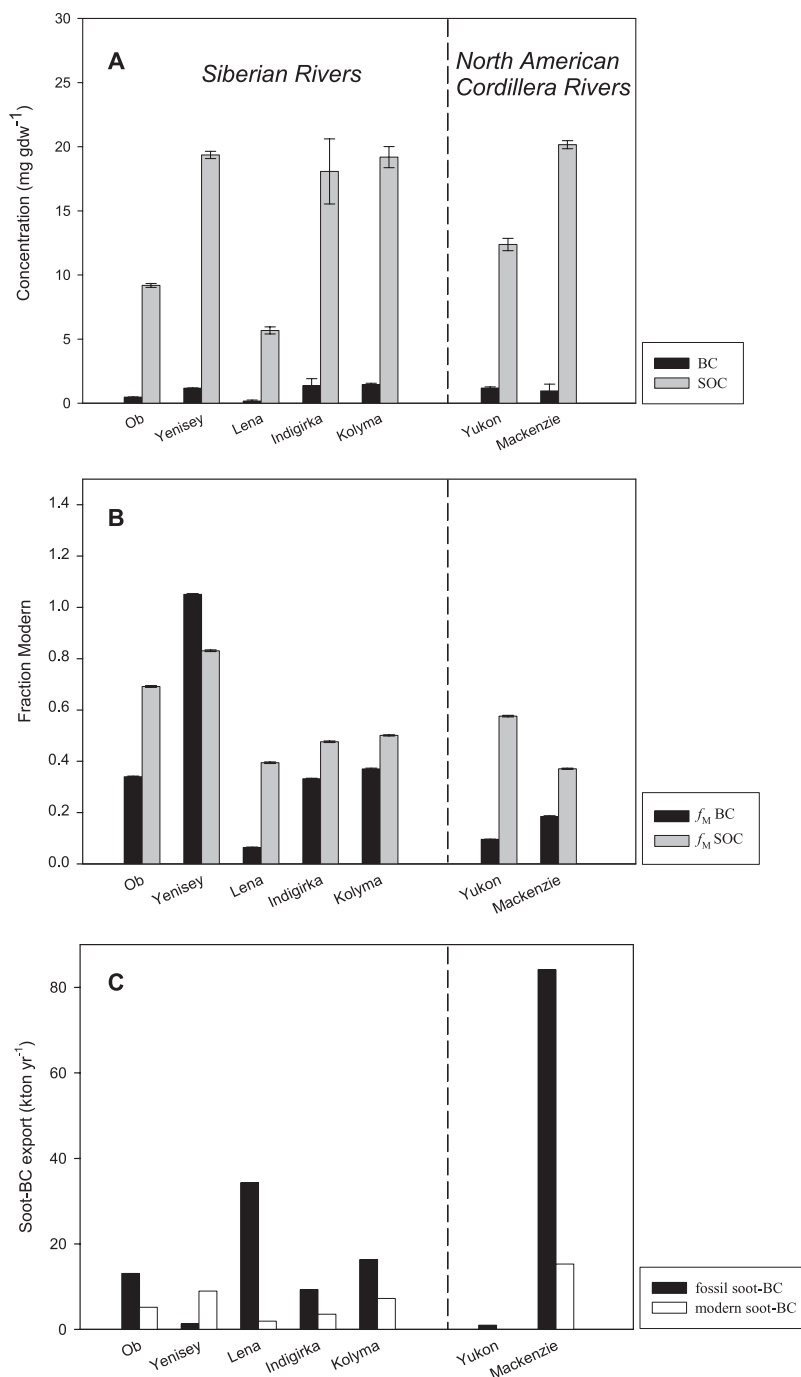 A
Siberian Rivers
North American
Cordillera Rivers
Concentration (mg gdw⁻¹)
30
25
20
15
10
5
0
Ob
Yenisey
Lena
Indigirka
Kolyma
Yukon
Mackenzie
BC
SOC
B
Fraction Modern
1.4
1.2
1.0
0.8
0.6
0.4
0.2
0.0
Ob
Yenisey
Lena
Indigirka
Kolyma
Yukon
Mackenzie
fM BC
fM SOC
C
Soot-BC export (kton yr⁻¹)
80
60
40
20
0
Ob
Yenisey
Lena
Indigirka
Kolyma
Yukon
Mackenzie
fossil soot-BC
modern soot-BC